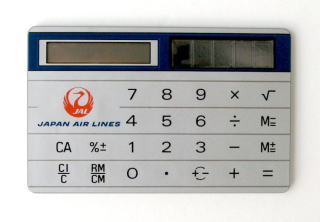 7 8 9 × √
JAL
JAPAN AIR LINES 4 5 6 ÷ M=
CA %± 1 2 3 − M±
CI/C RM/CM 0 · +⊂− + =